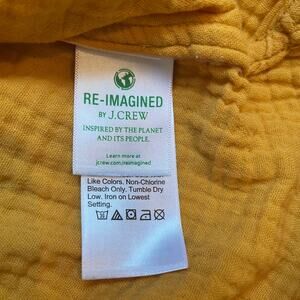 RE-IMAGINED
BY J.CREW
INSPIRED BY THE PLANET
AND ITS PEOPLE.
Learn more at
jcrew.com/reimagined
Like Colors. Non-Chlorine
Bleach Only. Tumble Dry
Low. Iron on Lowest
Setting.